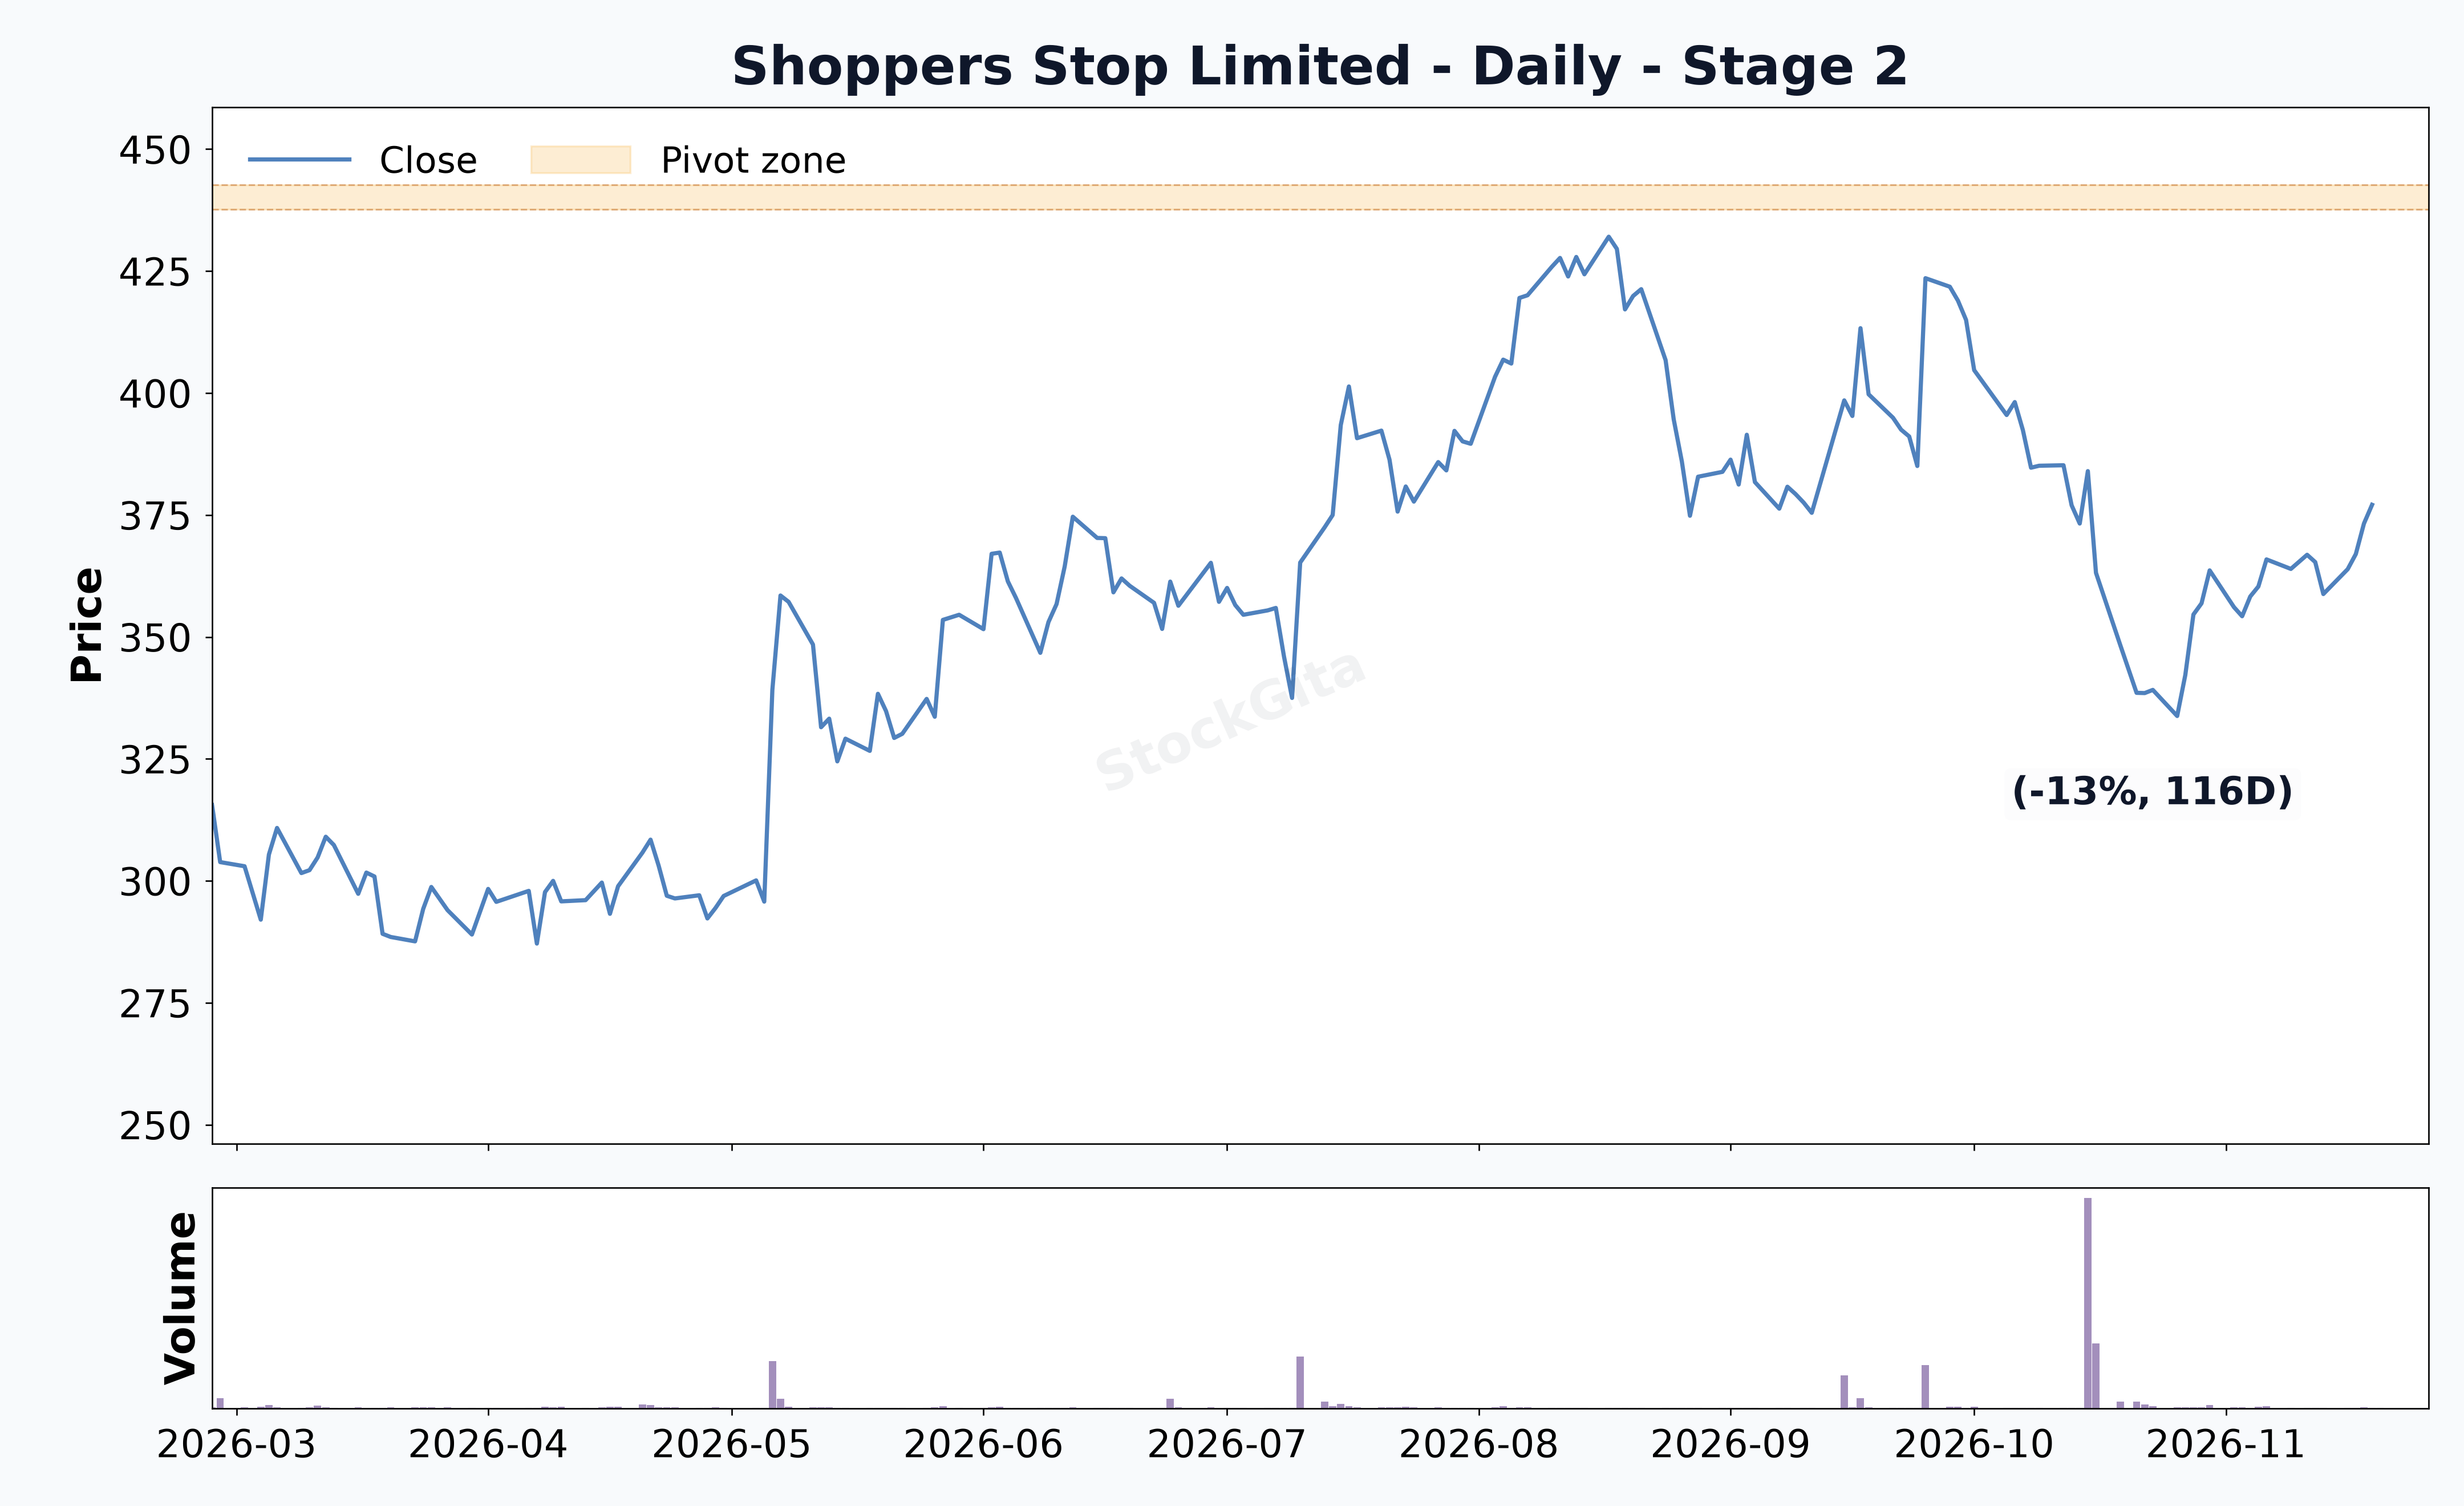 Shoppers Stop Limited - Daily - Stage 2
Close
Pivot zone
450
425
400
375
350
325
300
275
250
Price
StockGita
(-13%, 116D)
Volume
2026-03
2026-04
2026-05
2026-06
2026-07
2026-08
2026-09
2026-10
2026-11